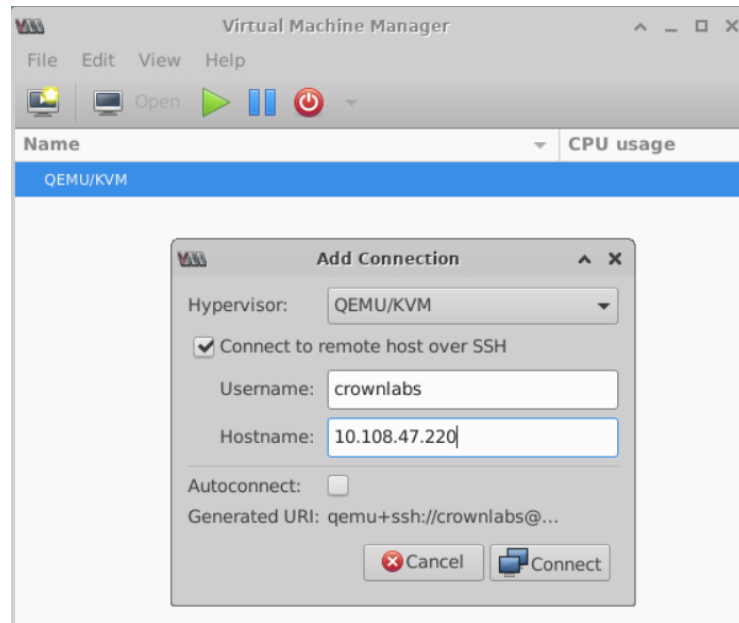 Virtual Machine Manager
File Edit View Help
Open
Name CPU usage
QEMU/KVM
Add Connection
Hypervisor: QEMU/KVM
Connect to remote host over SSH
Username: crownlabs
Hostname: 10.108.47.220
Autoconnect:
Generated URI: qemu+ssh://crownlabs@...
Cancel Connect